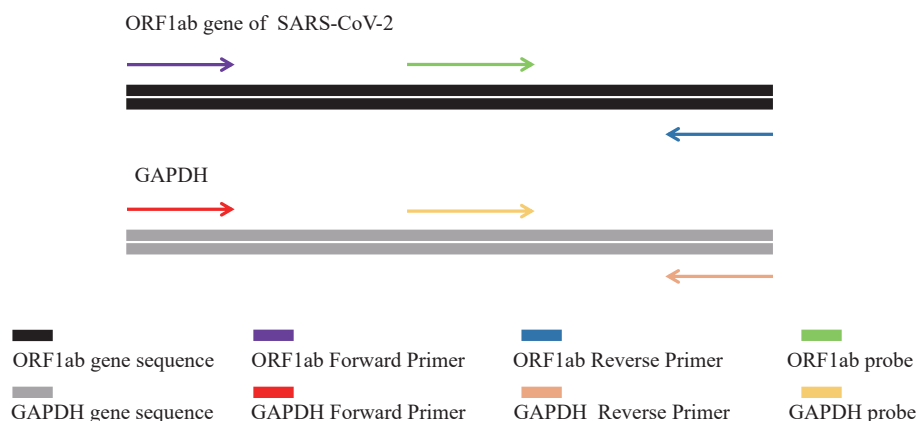 ORF1ab gene of SARS-CoV-2
GAPDH
ORF1ab gene sequence ORF1ab Forward Primer ORF1ab Reverse Primer ORF1ab probe
GAPDH gene sequence GAPDH Forward Primer GAPDH Reverse Primer GAPDH probe